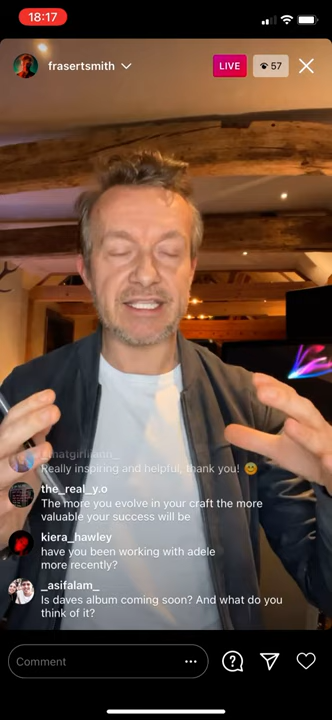 18:17
frasertsmith
LIVE
57
Really inspiring and helpful, thank you! 😊
the_real_y.o
The more you evolve in your craft the more
valuable your success will be
kiera_hawley
have you been working with adele
more recently?
_asifalam_
Is daves album coming soon? And what do you
think of it?
Comment